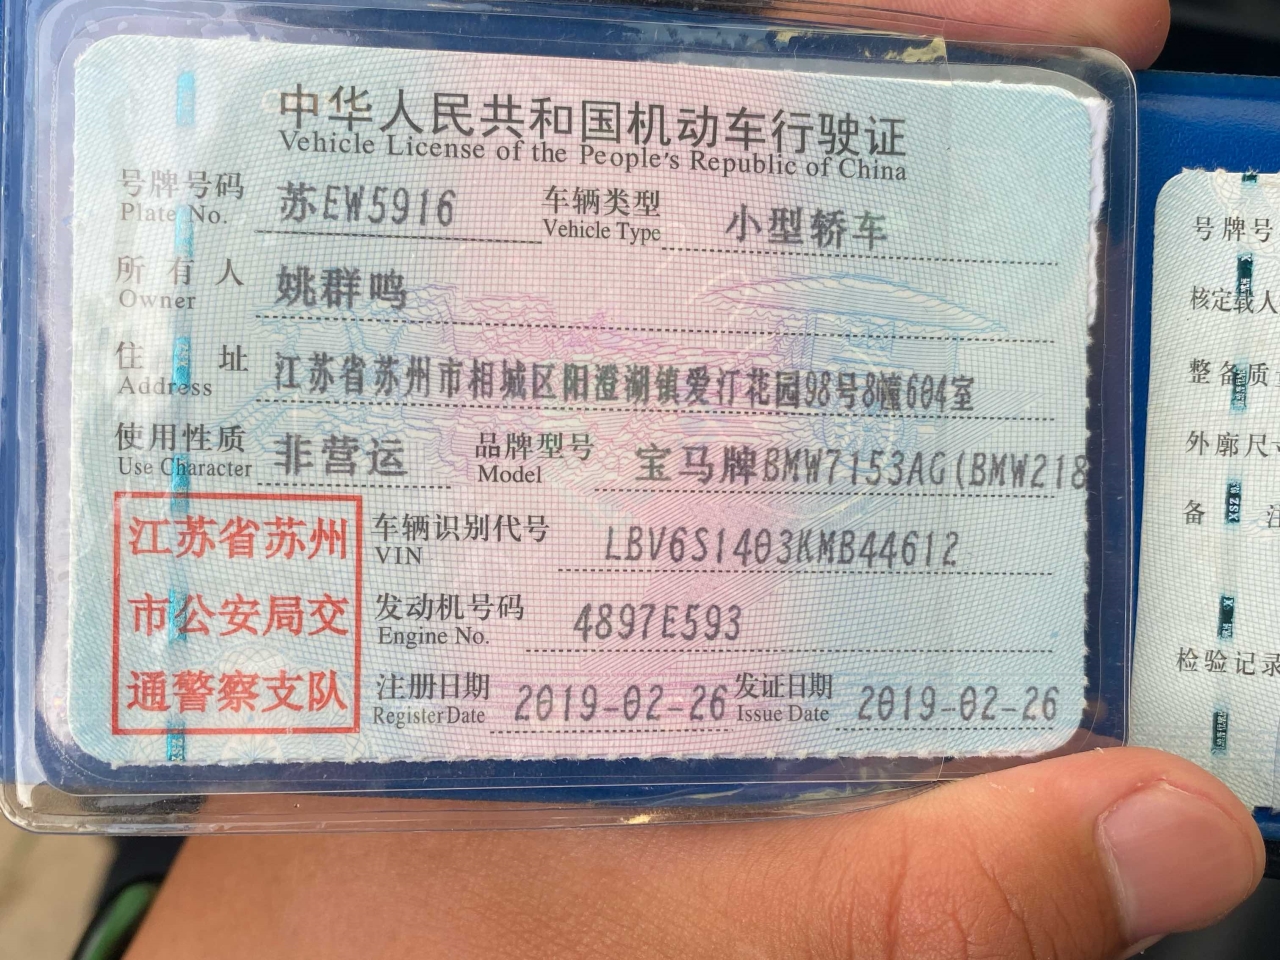 中华人民共和国机动车行驶证
Vehicle License of the People's Republic of China
号牌号码 苏EW5916 车辆类型 小型轿车
Plate No. Vehicle Type
所有人 姚群鸣
Owner
住址 江苏省苏州市相城区阳澄湖镇爱汀花园98号8幢604室
Address
使用性质 非营运 品牌型号 宝马牌BMW7153AG(BMW218
Use Character Model
江苏省苏州
市公安局交
通警察支队
车辆识别代号 LBV6S1403KMB44612
VIN
发动机号码 4897E593
Engine No.
注册日期 2019-02-26 发证日期 2019-02-26
Register Date Issue Date
号牌号
核定载人
整备质
外廓尺
备
检验记录